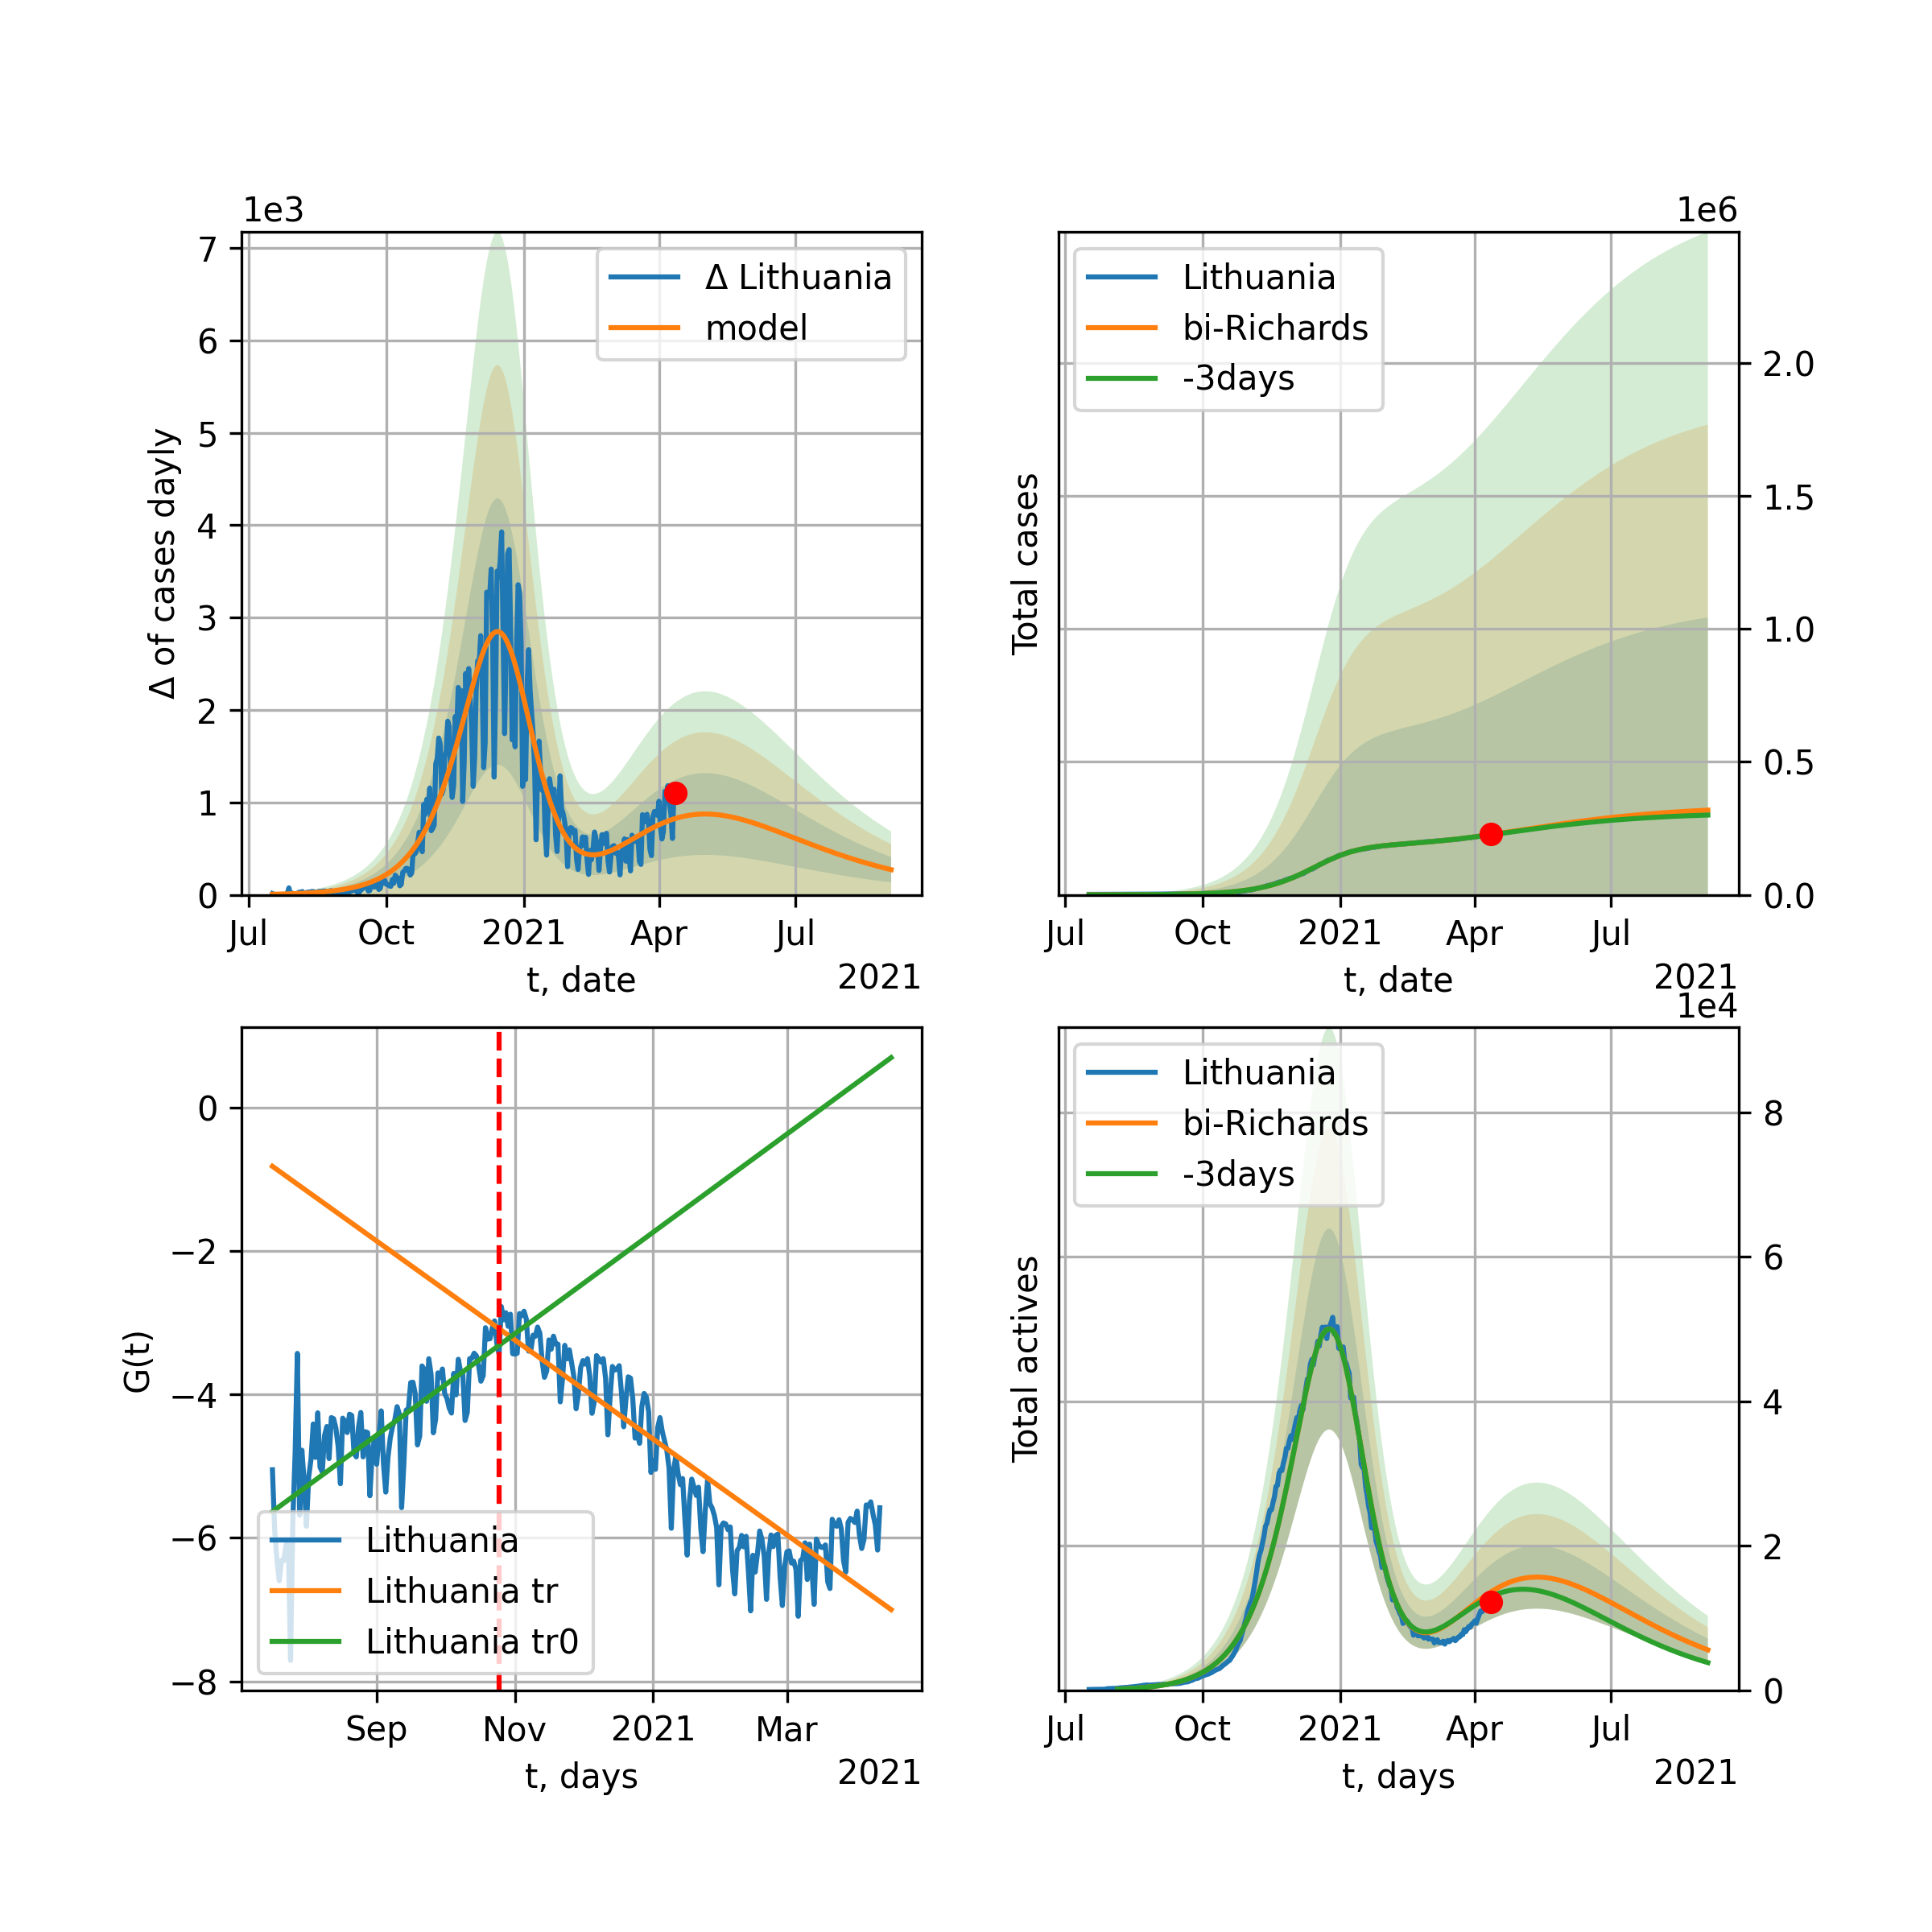 1e3
7
6
5
4
3
2
1
0
Δ of cases dayly
Δ Lithuania
model
Jul
Oct
2021
Apr
Jul
t, date
2021
1e6
Total cases
Lithuania
bi-Richards
-3days
2.0
1.5
1.0
0.5
0.0
Jul
Oct
2021
Apr
Jul
t, date
2021
0
−2
−4
−6
−8
G(t)
Lithuania
Lithuania tr
Lithuania tr0
Sep
Nov
2021
Mar
t, days
2021
1e4
Total actives
Lithuania
bi-Richards
-3days
8
6
4
2
0
Jul
Oct
2021
Apr
Jul
t, days
2021